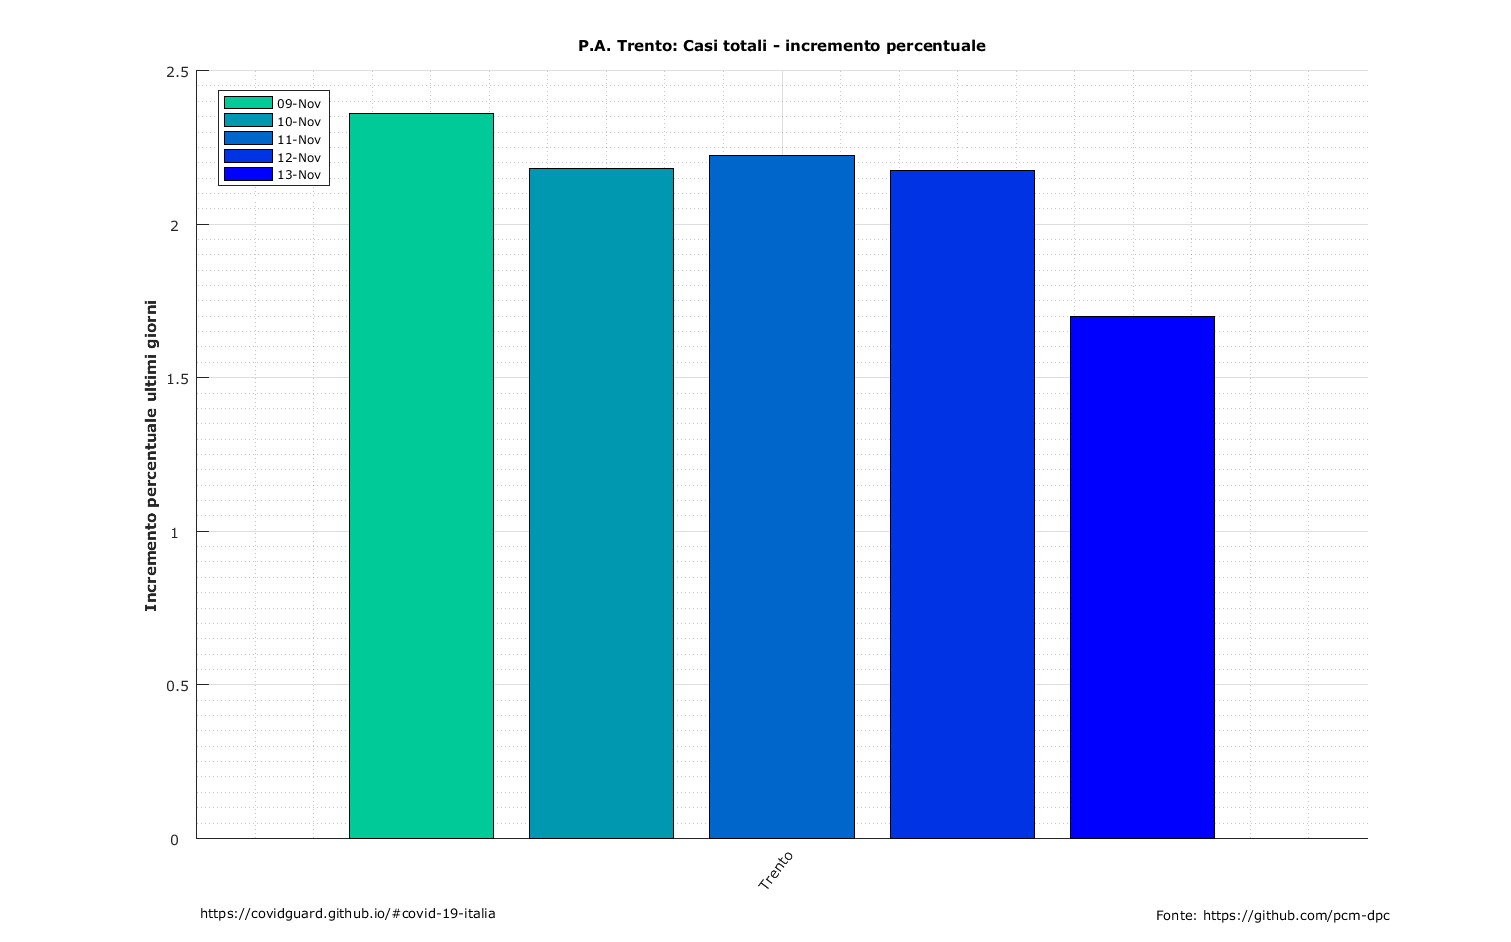 P.A. Trento: Casi totali - incremento percentuale
2.5
2
1.5
1
0.5
0
Incremento percentuale ultimi giorni
09-Nov
10-Nov
11-Nov
12-Nov
13-Nov
Trento
https://covidguard.github.io/#covid-19-italia
Fonte: https://github.com/pcm-dpc